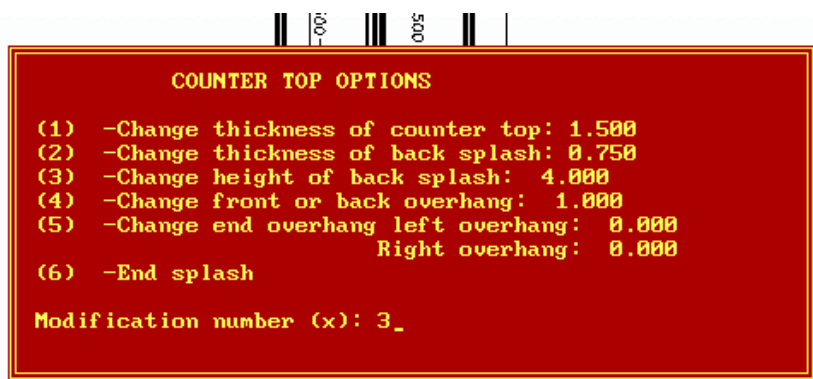 500
COUNTER TOP OPTIONS
(1) -Change thickness of counter top: 1.500
(2) -Change thickness of back splash: 0.750
(3) -Change height of back splash: 4.000
(4) -Change front or back overhang: 1.000
(5) -Change end overhang left overhang: 0.000
Right overhang: 0.000
(6) -End splash
Modification number (x): 3_